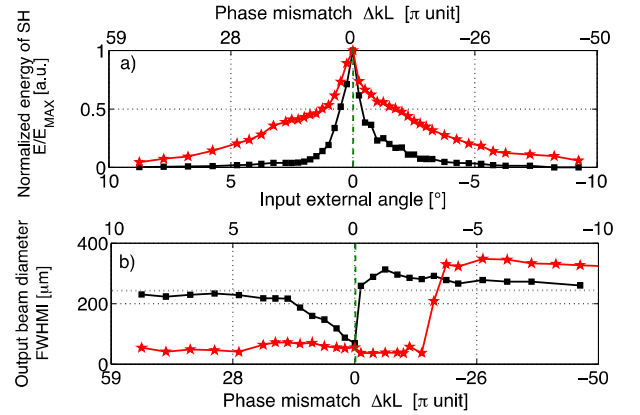 Phase mismatch ΔkL [π unit]
59 28 0 −26 −50
Normalized energy of SH
E/E_MAX [a.u.]
1
0.5
0
a)
10 5 0 −5 −10
Input external angle [°]
10 5 0 −5 −10
Output beam diameter
FWHMI [μm]
400
200
0
b)
59 28 0 −26 −50
Phase mismatch ΔkL [π unit]